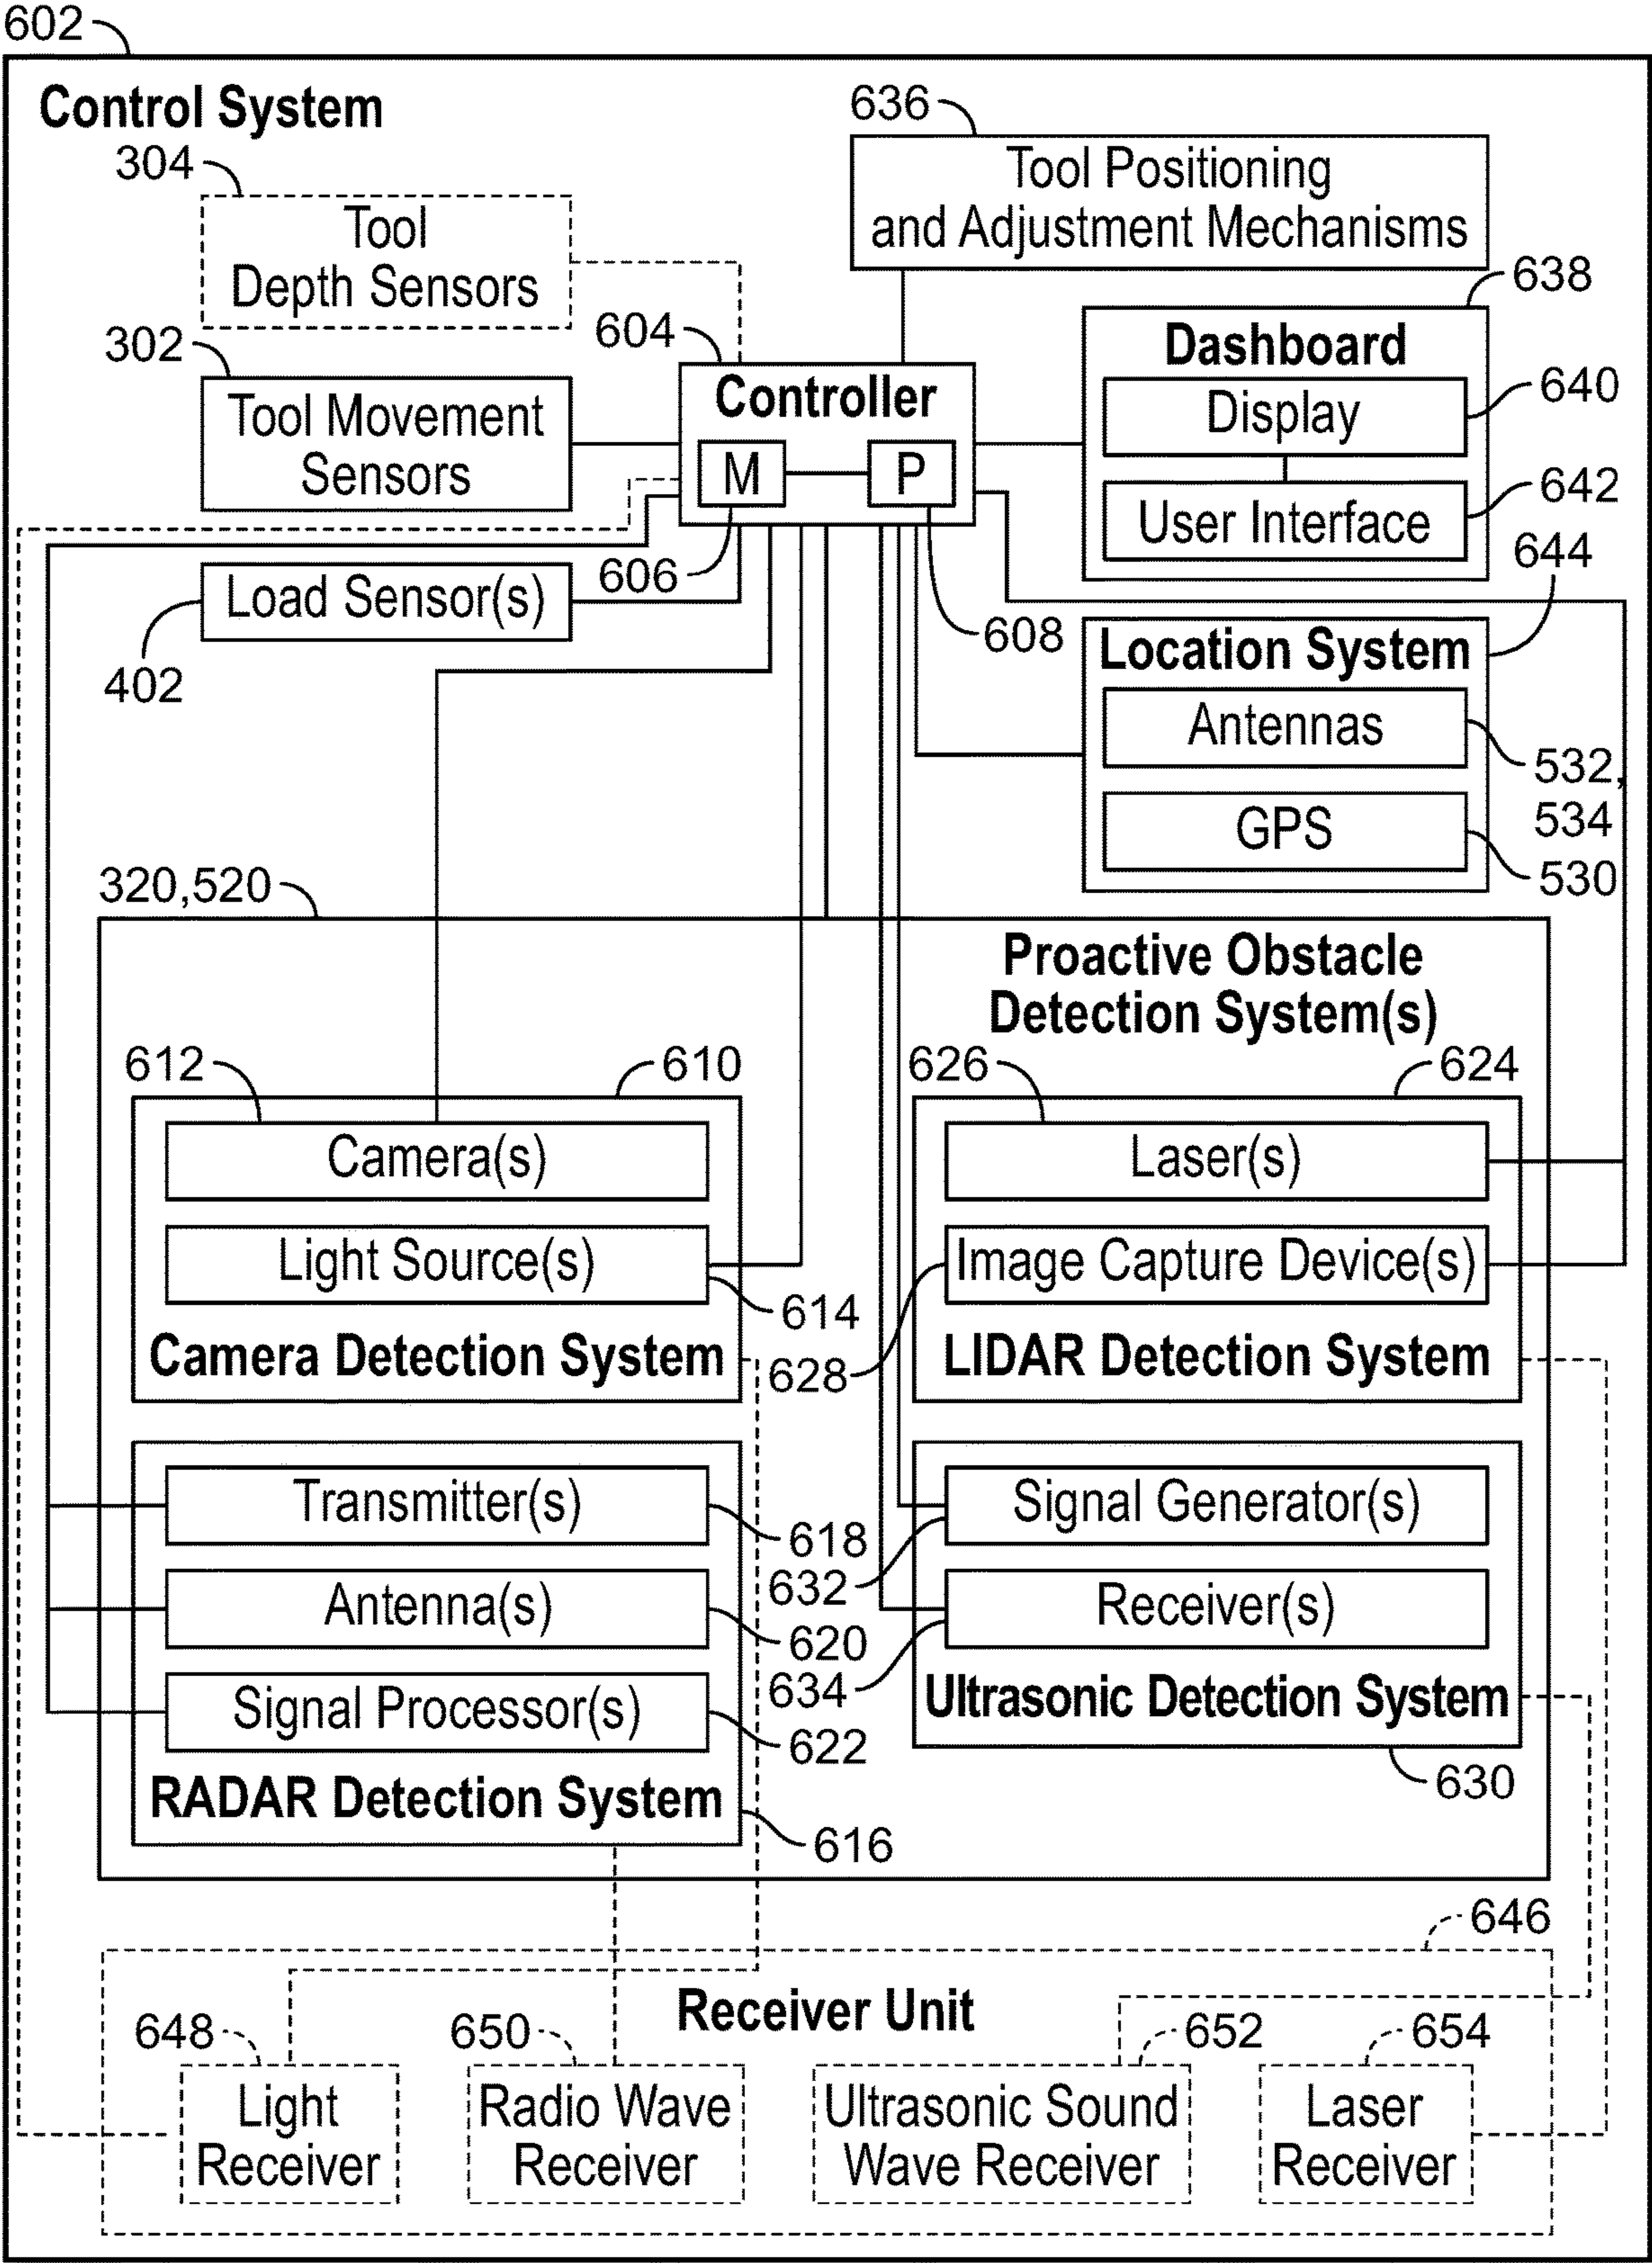 602
Control System
636
304
Tool Positioning
and Adjustment Mechanisms
Tool
Depth Sensors
638
604
302
Dashboard
Controller
640
Tool Movement
Sensors
Display
M
P
642
User Interface
644
606
Load Sensor(s)
608
402
Location System
Antennas
532,
534
GPS
530
320,520
Proactive Obstacle
Detection System(s)
612
610
626
624
Camera(s)
Laser(s)
Light Source(s)
Image Capture Device(s)
614
Camera Detection System
628
LIDAR Detection System
Transmitter(s)
Signal Generator(s)
618
632
Antenna(s)
Receiver(s)
620
634
Signal Processor(s)
Ultrasonic Detection System
622
630
RADAR Detection System
616
646
Receiver Unit
648
650
652
654
Light
Receiver
Radio Wave
Receiver
Ultrasonic Sound
Wave Receiver
Laser
Receiver